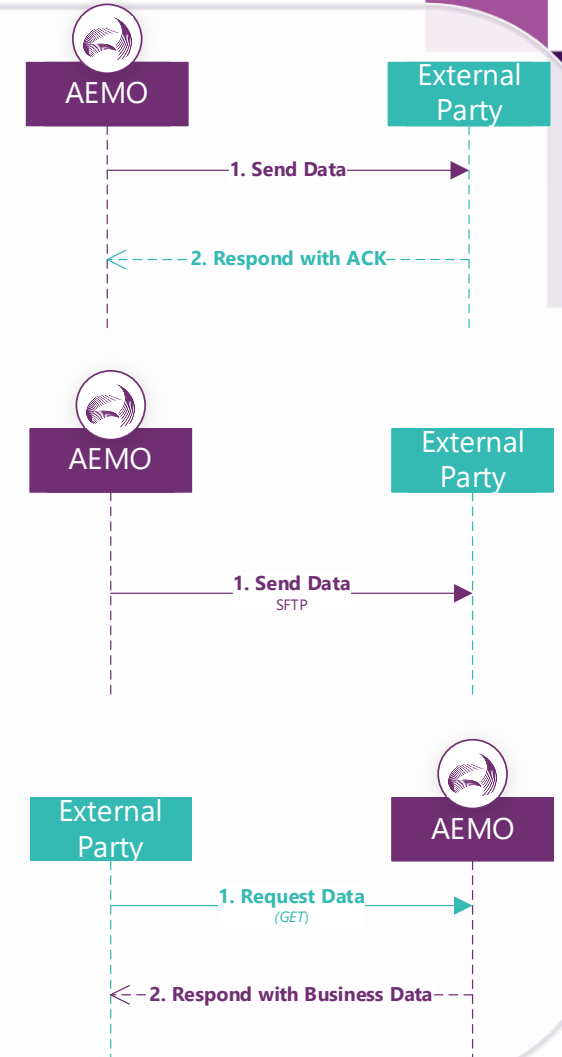 AEMO
External
Party
1. Send Data
2. Respond with ACK
AEMO
External
Party
1. Send Data
SFTP
External
Party
AEMO
1. Request Data
(GET)
2. Respond with Business Data